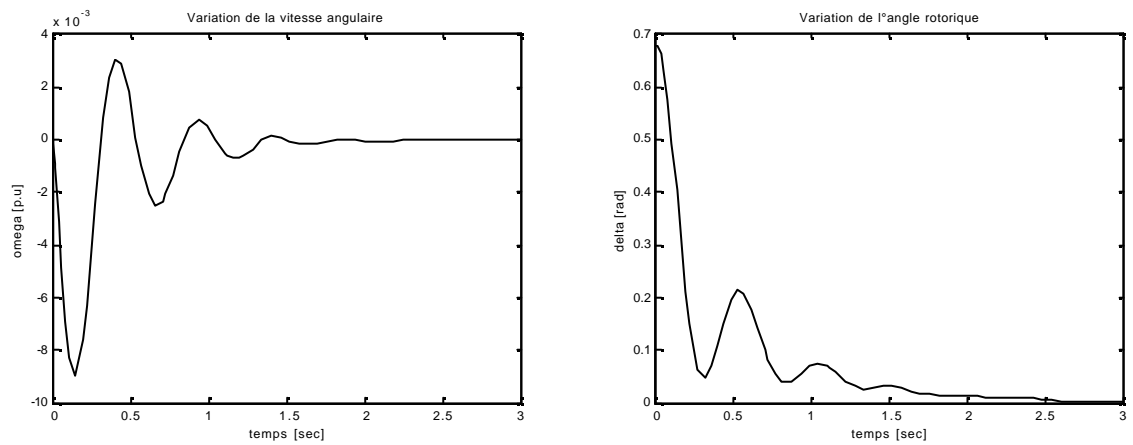 x 10⁻³
Variation de la vitesse angulaire
4
2
0
-2
-4
-6
-8
-10
omega [p.u]
0 0.5 1 1.5 2 2.5 3
temps [sec]
Variation de l°angle rotorique
0.7
0.6
0.5
0.4
0.3
0.2
0.1
0
delta [rad]
0 0.5 1 1.5 2 2.5 3
temps [sec]